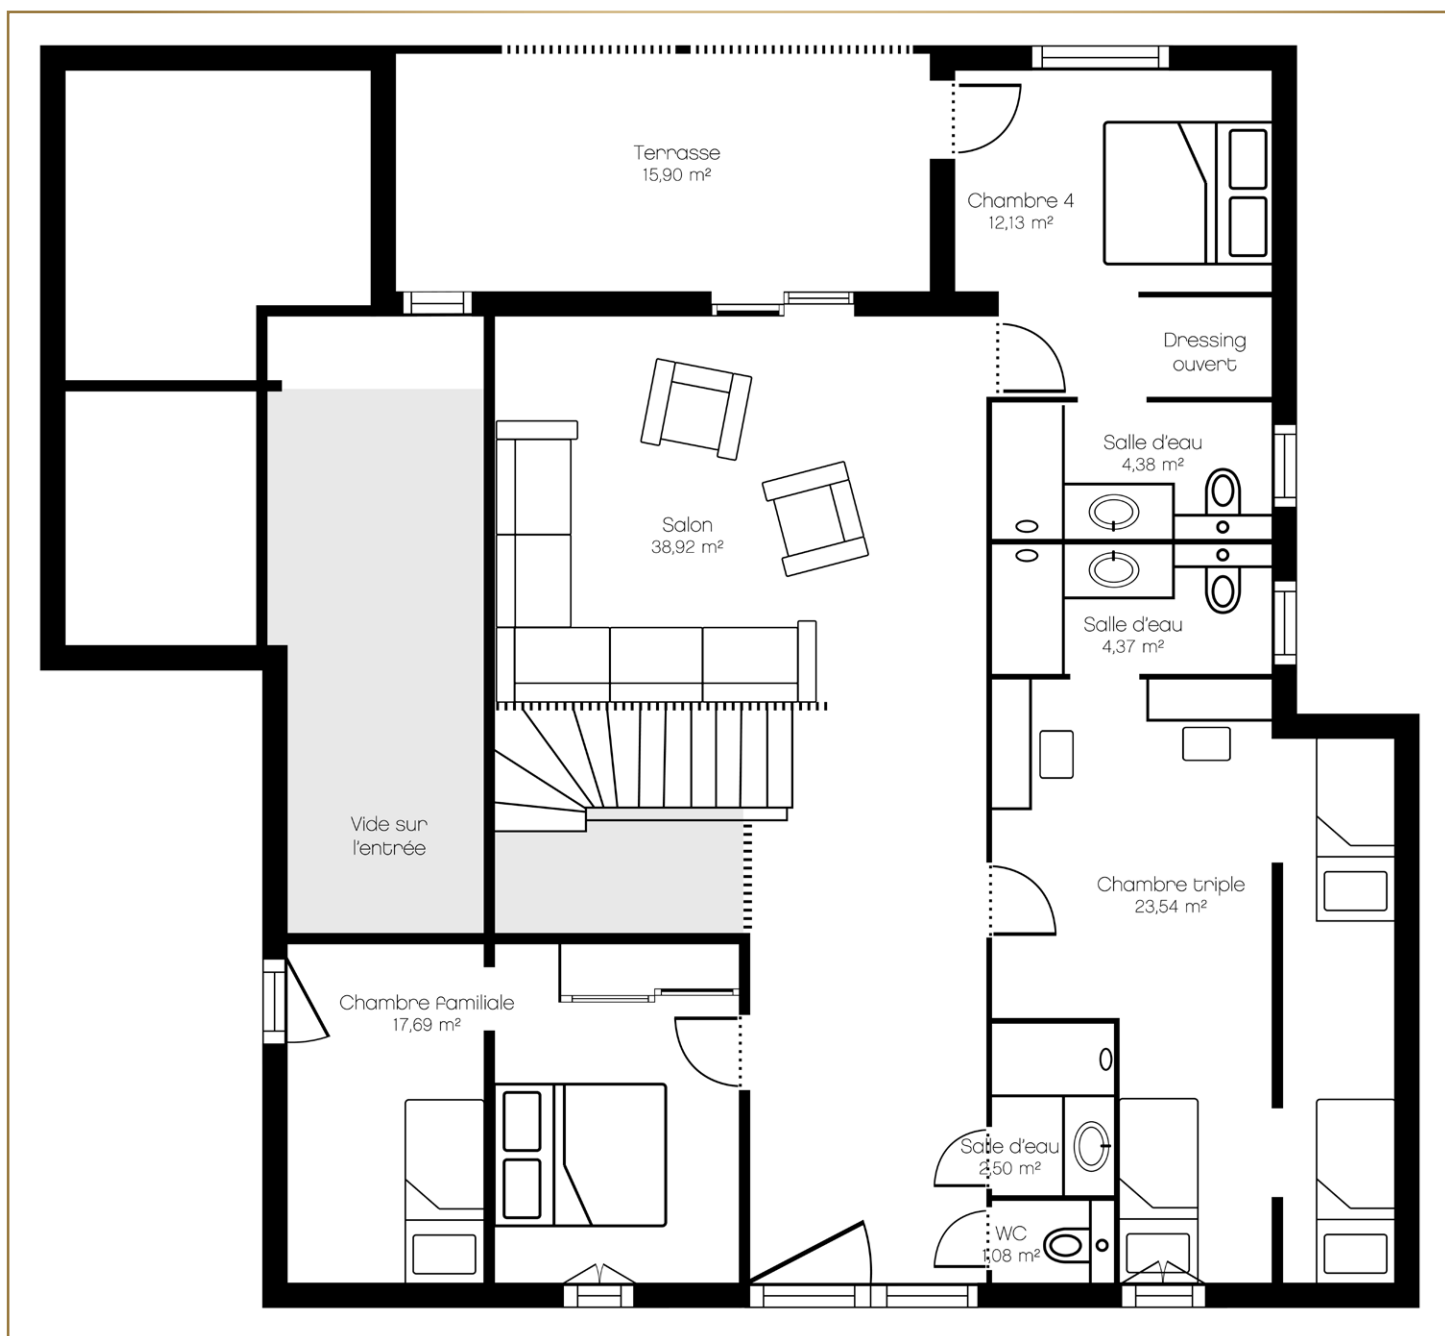 Terrasse
15,90 m²
Chambre 4
12,13 m²
Dressing
ouvert
Salle d'eau
4,38 m²
Salon
38,92 m²
Salle d'eau
4,37 m²
Vide sur
l'entrée
Chambre triple
23,54 m²
Chambre familiale
17,69 m²
Salle d'eau
2,50 m²
WC
1,08 m²